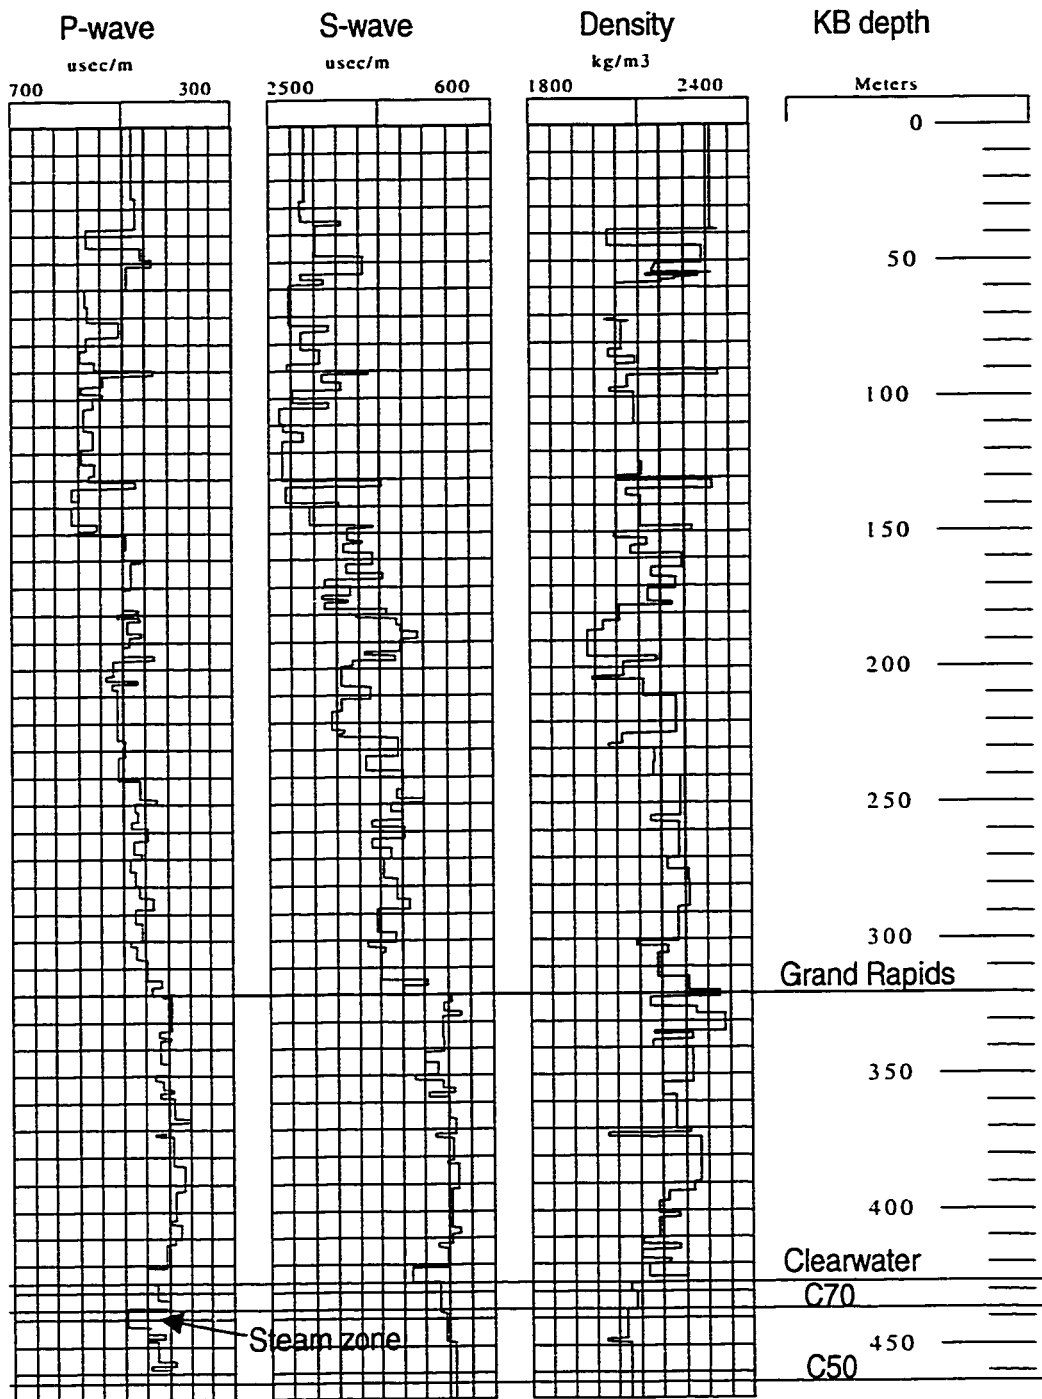 P-wave S-wave Density KB depth
usec/m usec/m kg/m3 Meters
700 300 2500 600 1800 2400
0
50
100
150
200
250
300
Grand Rapids
350
400
Clearwater
C70
Steam zone
450
C50